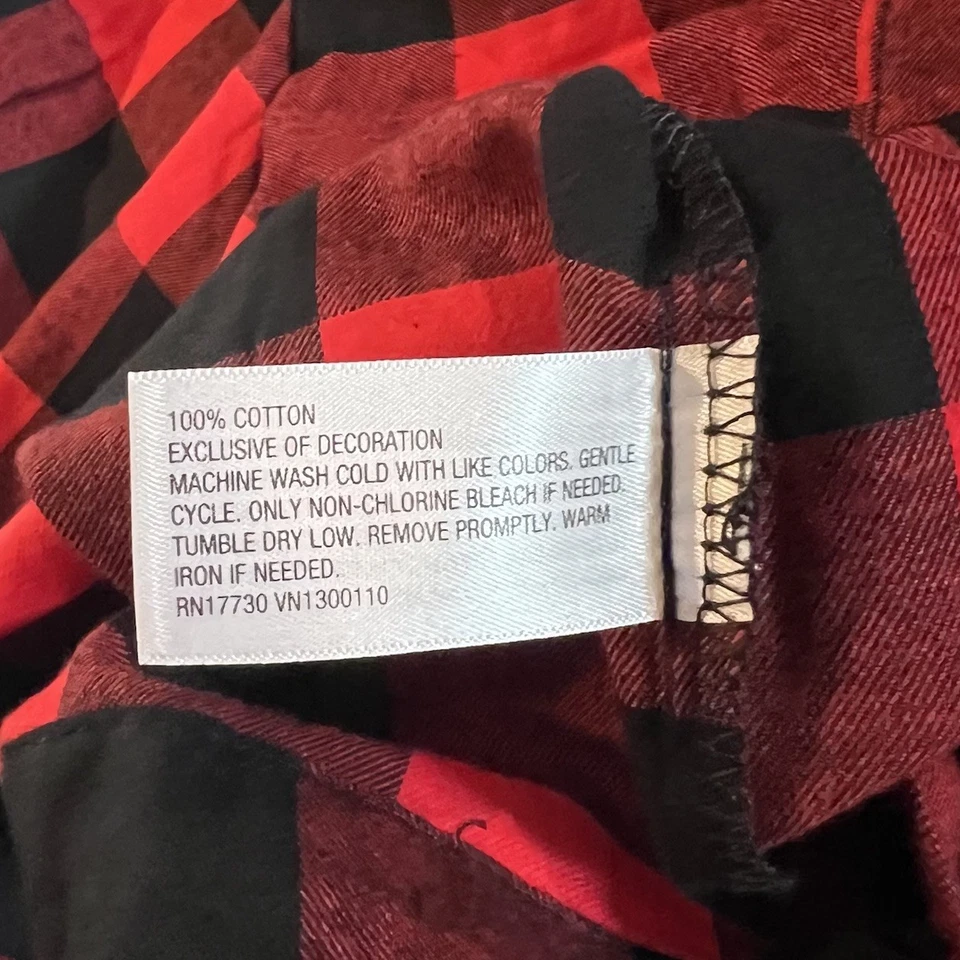 100% COTTON
EXCLUSIVE OF DECORATION
MACHINE WASH COLD WITH LIKE COLORS. GENTLE
CYCLE. ONLY NON-CHLORINE BLEACH IF NEEDED.
TUMBLE DRY LOW. REMOVE PROMPTLY. WARM
IRON IF NEEDED.
RN17730 VN1300110